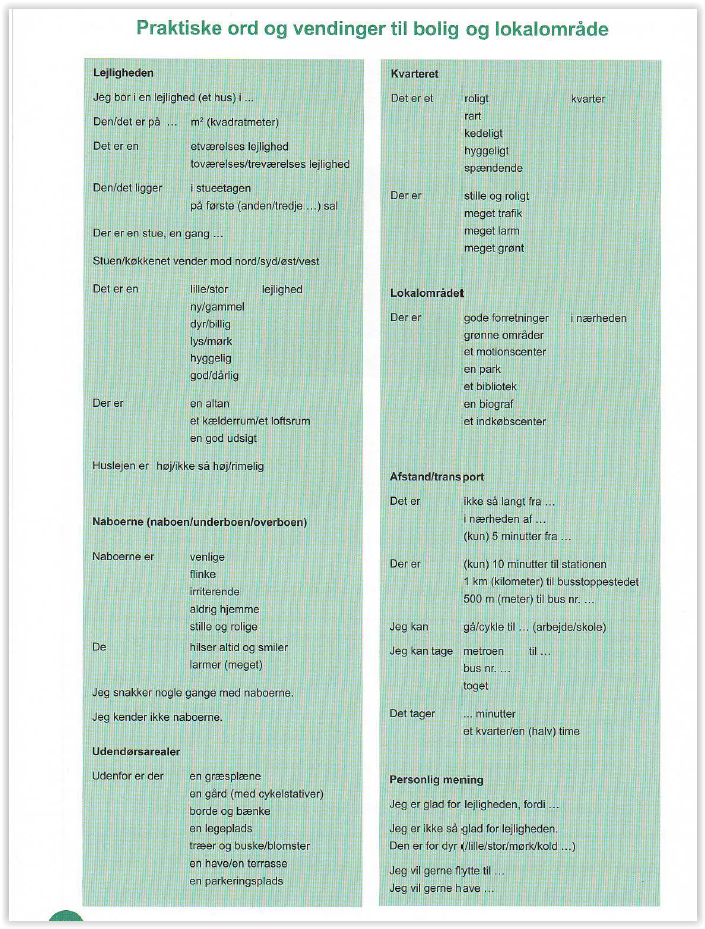 Praktiske ord og vendinger til bolig og lokalområde
Lejligheden
Jeg bor i en lejlighed (et hus) i ...
Den/det er på ... m² (kvadratmeter)
Det er en etværelses lejlighed
toværelses/treværelses lejlighed
Den/det ligger i stueetagen
på første (anden/tredje ...) sal
Der er en stue, en gang ...
Stuen/køkkenet vender mod nord/syd/øst/vest
Det er en lille/stor lejlighed
ny/gammel
dyr/billig
lys/mørk
hyggelig
god/dårlig
Der er en altan
et kælderrum/et loftsrum
en god udsigt
Huslejen er høj/ikke så høj/rimelig
Naboerne (naboen/underboen/overboen)
Naboerne er venlige
flinke
irriterende
aldrig hjemme
stille og rolige
De hilser altid og smiler
larmer (meget)
Jeg snakker nogle gange med naboerne.
Jeg kender ikke naboerne.
Udendørsarealer
Udenfor er der en græsplæne
en gård (med cykelstativer)
borde og bænke
en legeplads
træer og buske/blomster
en have/en terrasse
en parkeringsplads
Kvarteret
Det er et roligt kvarter
rart
kedeligt
hyggeligt
spændende
Der er stille og roligt
meget trafik
meget larm
meget grønt
Lokalområdet
Der er gode forretninger i nærheden
grønne områder
et motionscenter
en park
et bibliotek
en biograf
et indkøbscenter
Afstand/transport
Det er ikke så langt fra ...
i nærheden af ...
(kun) 5 minutter fra ...
Der er (kun) 10 minutter til stationen
1 km (kilometer) til busstoppestedet
500 m (meter) til bus nr. ...
Jeg kan gå/cykle til ... (arbejde/skole)
Jeg kan tage metroen til ...
bus nr. ...
toget
Det tager ... minutter
et kvarter/en (halv) time
Personlig mening
Jeg er glad for lejligheden, fordi ...
Jeg er ikke så glad for lejligheden.
Den er for dyr (/lille/stor/mørk/kold ...)
Jeg vil gerne flytte til ...
Jeg vil gerne have ...